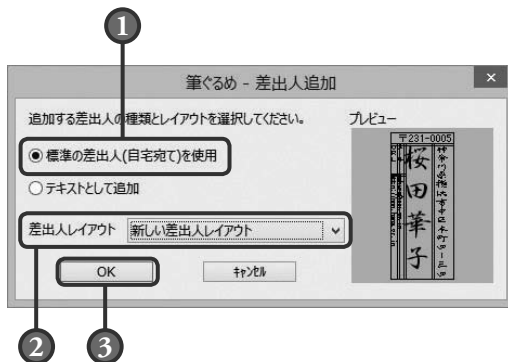 1
筆ぐるめ - 差出人追加
×
追加する差出人の種類とレイアウトを選択してください。
プレビュー
標準の差出人(自宅宛て)を使用
テキストとして追加
差出人レイアウト 新しい差出人レイアウト
OK
キャンセル
〒231-0005
桜田華子
2
3